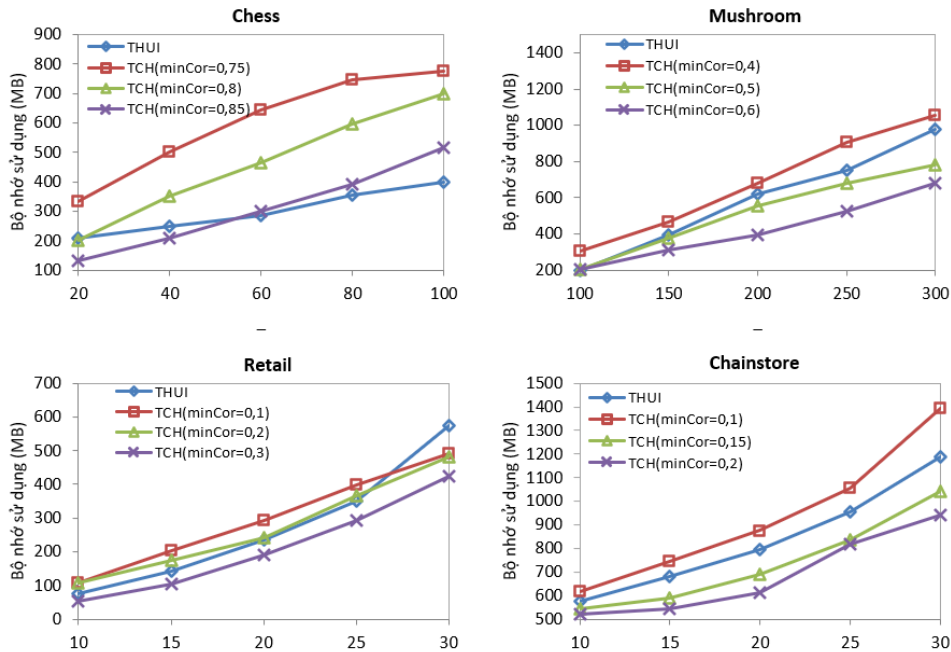 Chess
Bộ nhớ sử dụng (MB)
900
800
700
600
500
400
300
200
100
THUI
TCH(minCor=0,75)
TCH(minCor=0,8)
TCH(minCor=0,85)
20 40 60 80 100
–
Mushroom
Bộ nhớ sử dụng (MB)
1400
1200
1000
800
600
400
200
THUI
TCH(minCor=0,4)
TCH(minCor=0,5)
TCH(minCor=0,6)
100 150 200 250 300
–
Retail
Bộ nhớ sử dụng (MB)
700
600
500
400
300
200
100
0
THUI
TCH(minCor=0,1)
TCH(minCor=0,2)
TCH(minCor=0,3)
10 15 20 25 30
Chainstore
Bộ nhớ sử dụng (MB)
1500
1400
1300
1200
1100
1000
900
800
700
600
500
THUI
TCH(minCor=0,1)
TCH(minCor=0,15)
TCH(minCor=0,2)
10 15 20 25 30